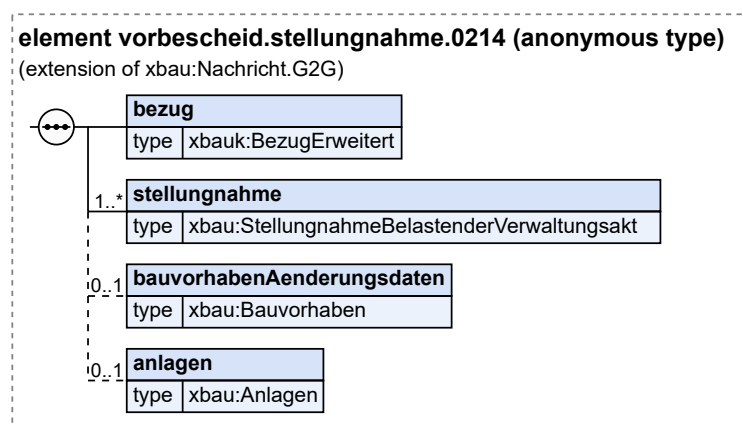 element vorbescheid.stellungnahme.0214 (anonymous type)
(extension of xbau:Nachricht.G2G)
bezug
type xbauk:BezugErweitert
1..* stellungnahme
type xbau:StellungnahmeBelastenderVerwaltungsakt
0..1 bauvorhabenAenderungsdaten
type xbau:Bauvorhaben
0..1 anlagen
type xbau:Anlagen